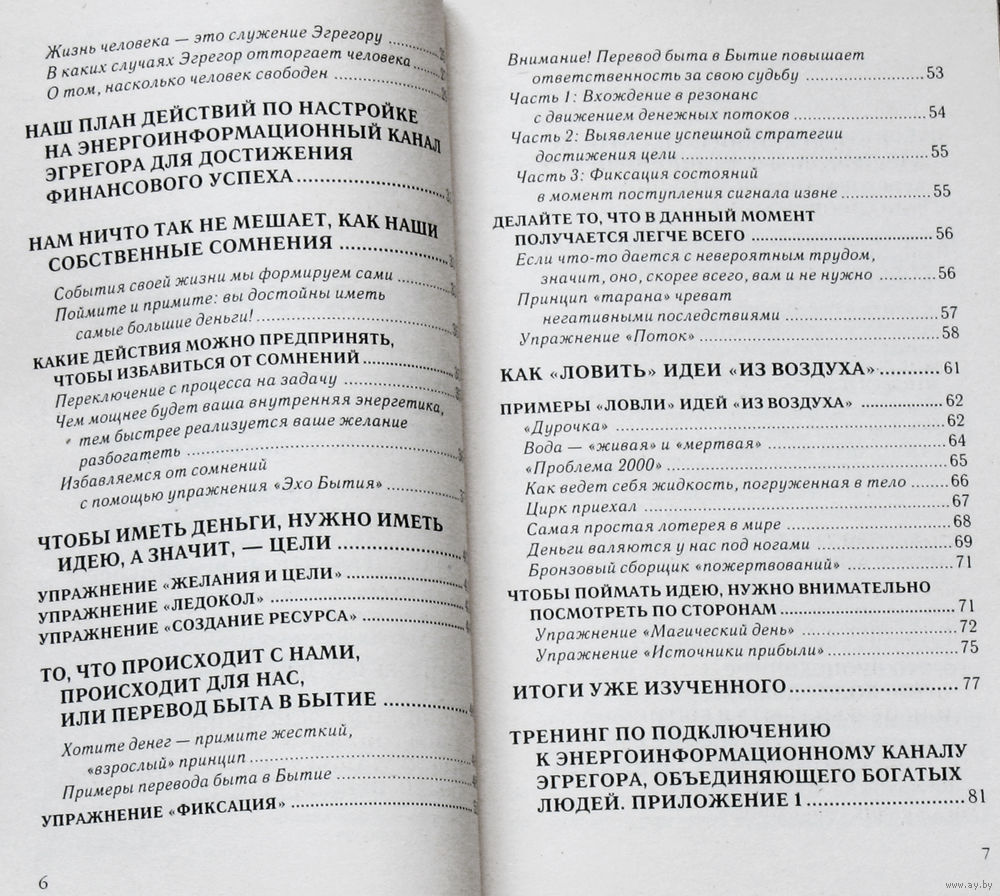 Жизнь человека — это служение Эгрегору
В каких случаях Эгрегор отторгает человека
О том, насколько человек свободен
НАШ ПЛАН ДЕЙСТВИЙ ПО НАСТРОЙКЕ
НА ЭНЕРГОИНФОРМАЦИОННЫЙ КАНАЛ
ЭГРЕГОРА ДЛЯ ДОСТИЖЕНИЯ
ФИНАНСОВОГО УСПЕХА
НАМ НИЧТО ТАК НЕ МЕШАЕТ, КАК НАШИ
СОБСТВЕННЫЕ СОМНЕНИЯ
События своей жизни мы формируем сами
Поймите и примите: вы достойны иметь
самые большие деньги!
КАКИЕ ДЕЙСТВИЯ МОЖНО ПРЕДПРИНЯТЬ,
ЧТОБЫ ИЗБАВИТЬСЯ ОТ СОМНЕНИЙ
Переключение с процесса на задачу
Чем мощнее будет ваша внутренняя энергетика,
тем быстрее реализуется ваше желание
разбогатеть
Избавляемся от сомнений
с помощью упражнения «Эхо Бытия»
ЧТОБЫ ИМЕТЬ ДЕНЬГИ, НУЖНО ИМЕТЬ
ИДЕЮ, А ЗНАЧИТ, — ЦЕЛИ
УПРАЖНЕНИЕ «ЖЕЛАНИЯ И ЦЕЛИ»
УПРАЖНЕНИЕ «ЛЕДОКОЛ»
УПРАЖНЕНИЕ «СОЗДАНИЕ РЕСУРСА»
ТО, ЧТО ПРОИСХОДИТ С НАМИ,
ПРОИСХОДИТ ДЛЯ НАС,
ИЛИ ПЕРЕВОД БЫТА В БЫТИЕ
Хотите денег — примите жесткий,
«взрослый» принцип
Примеры перевода быта в Бытие
УПРАЖНЕНИЕ «ФИКСАЦИЯ»
6
Внимание! Перевод быта в Бытие повышает
ответственность за свою судьбу 53
Часть 1: Вхождение в резонанс
с движением денежных потоков 54
Часть 2: Выявление успешной стратегии
достижения цели 55
Часть 3: Фиксация состояний
в момент поступления сигнала извне 55
ДЕЛАЙТЕ ТО, ЧТО В ДАННЫЙ МОМЕНТ
ПОЛУЧАЕТСЯ ЛЕГЧЕ ВСЕГО 56
Если что-то дается с невероятным трудом,
значит, оно, скорее всего, вам и не нужно 56
Принцип «тарана» чреват
негативными последствиями 57
Упражнение «Поток» 58
КАК «ЛОВИТЬ» ИДЕИ «ИЗ ВОЗДУХА» 61
ПРИМЕРЫ «ЛОВЛИ» ИДЕЙ «ИЗ ВОЗДУХА» 62
«Дурочка» 62
Вода — «живая» и «мертвая» 64
«Проблема 2000» 65
Как ведет себя жидкость, погруженная в тело 66
Цирк приехал 67
Самая простая лотерея в мире 68
Деньги валяются у нас под ногами 69
Бронзовый сборщик «пожертвований» 71
ЧТОБЫ ПОЙМАТЬ ИДЕЮ, НУЖНО ВНИМАТЕЛЬНО
ПОСМОТРЕТЬ ПО СТОРОНАМ 71
Упражнение «Магический день» 72
Упражнение «Источники прибыли» 75
ИТОГИ УЖЕ ИЗУЧЕННОГО 77
ТРЕНИНГ ПО ПОДКЛЮЧЕНИЮ
К ЭНЕРГОИНФОРМАЦИОННОМУ КАНАЛУ
ЭГРЕГОРА, ОБЪЕДИНЯЮЩЕГО БОГАТЫХ
ЛЮДЕЙ. ПРИЛОЖЕНИЕ 1 81
7
www.ay.by